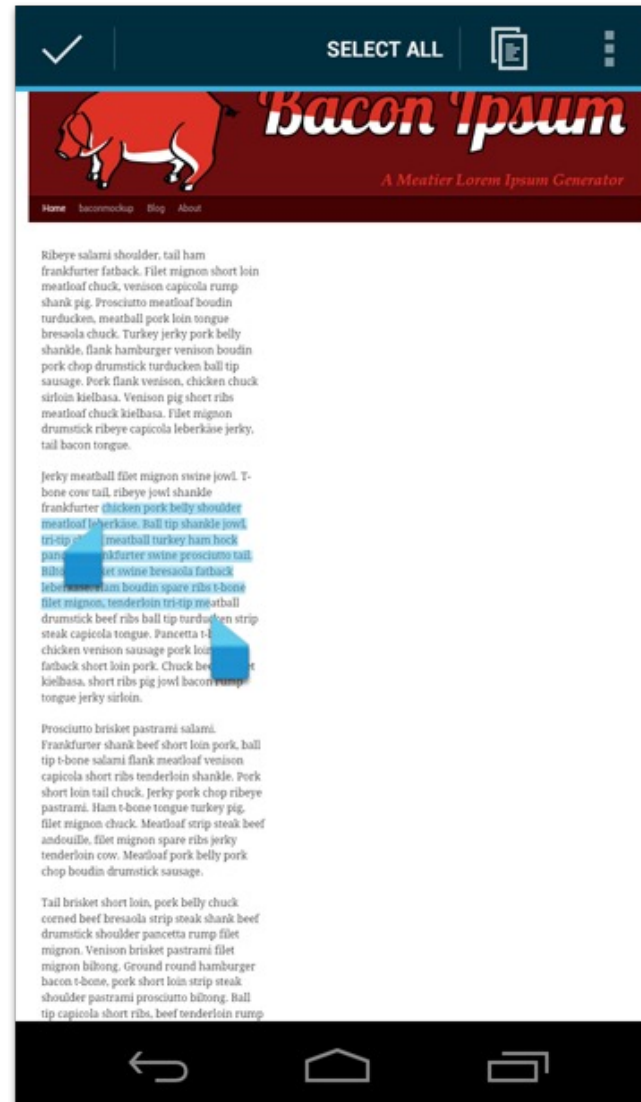 SELECT ALL
Bacon Ipsum
A Meatier Lorem Ipsum Generator
Home baconmockup Blog About
Ribeye salami shoulder, tail ham
frankfurter fatback. Filet mignon short loin
meatloaf chuck, venison capicola rump
shank pig. Prosciutto meatloaf boudin
turducken, meatball pork loin tongue
bresaola chuck. Turkey jerky pork belly
shankle, flank hamburger venison boudin
pork chop drumstick turducken ball tip
sausage. Pork flank venison, chicken chuck
sirloin kielbasa. Venison pig short ribs
meatloaf chuck kielbasa. Filet mignon
drumstick ribeye capicola leberkäse jerky,
tail bacon tongue.
Jerky meatball filet mignon swine jowl. T-
bone cow tail, ribeye jowl shankle
frankfurter chicken pork belly shoulder
meatloaf leberkäse. Ball tip shankle jowl,
tri-tip meatball turkey ham hock
swine prosciutto tail.
swine bresaola fatback
leberkäse, ham boudin spare ribs t-bone
filet mignon, tenderloin tri-tip meatball
drumstick beef ribs ball tip turducken strip
steak capicola tongue. Pancetta
chicken venison sausage pork loin
fatback short loin pork. Chuck
kielbasa, short ribs pig jowl bacon rump
tongue jerky sirloin.
Prosciutto brisket pastrami salami.
Frankfurter shank beef short loin pork, ball
tip t-bone salami flank meatloaf venison
capicola short ribs tenderloin shankle. Pork
short loin tail chuck. Jerky pork chop ribeye
pastrami. Ham t-bone tongue turkey pig,
filet mignon chuck. Meatloaf strip steak beef
andouille, filet mignon spare ribs jerky
tenderloin cow. Meatloaf pork belly pork
chop boudin drumstick sausage.
Tail brisket short loin, pork belly chuck
corned beef bresaola strip steak shank beef
drumstick shoulder pancetta rump filet
mignon. Venison brisket pastrami filet
mignon biltong. Ground round hamburger
bacon t-bone, pork short loin strip steak
shoulder pastrami prosciutto biltong. Ball
tip capicola short ribs, beef tenderloin rump